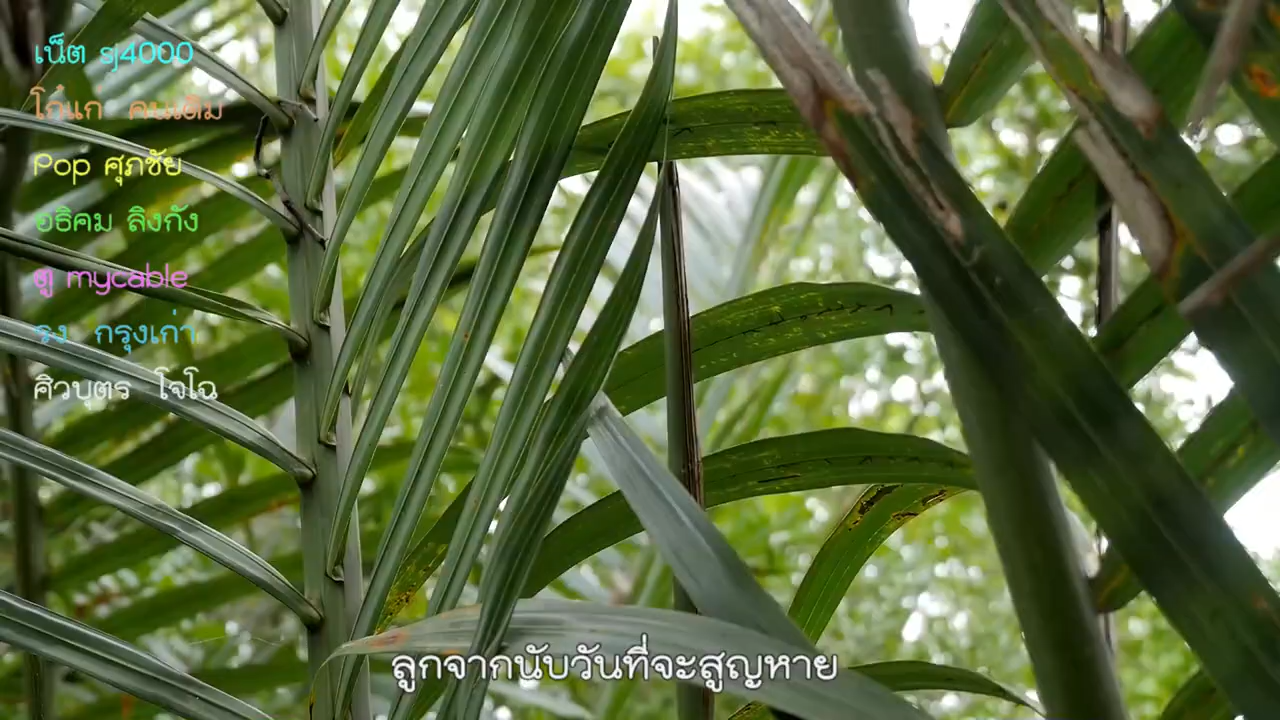 เน็ต sj4000
โก๋แก่ คนเดิม
Pop ศุภชัย
อธิคม ลิงกัง
ตู mycable
รง กรุงเก่า
ศิวบุตร โจโฉ
ลูกจากนับวันที่จะสูญหาย